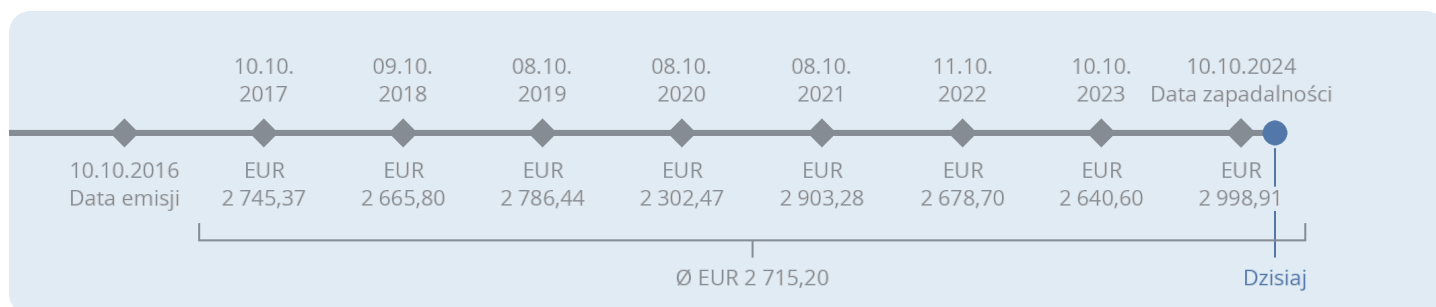 10.10.
2017
09.10.
2018
08.10.
2019
08.10.
2020
08.10.
2021
11.10.
2022
10.10.
2023
10.10.2024
Data zapadalności
10.10.2016
Data emisji
EUR
2 745,37
EUR
2 665,80
EUR
2 786,44
EUR
2 302,47
EUR
2 903,28
EUR
2 678,70
EUR
2 640,60
EUR
2 998,91
Ø EUR 2 715,20
Dzisiaj